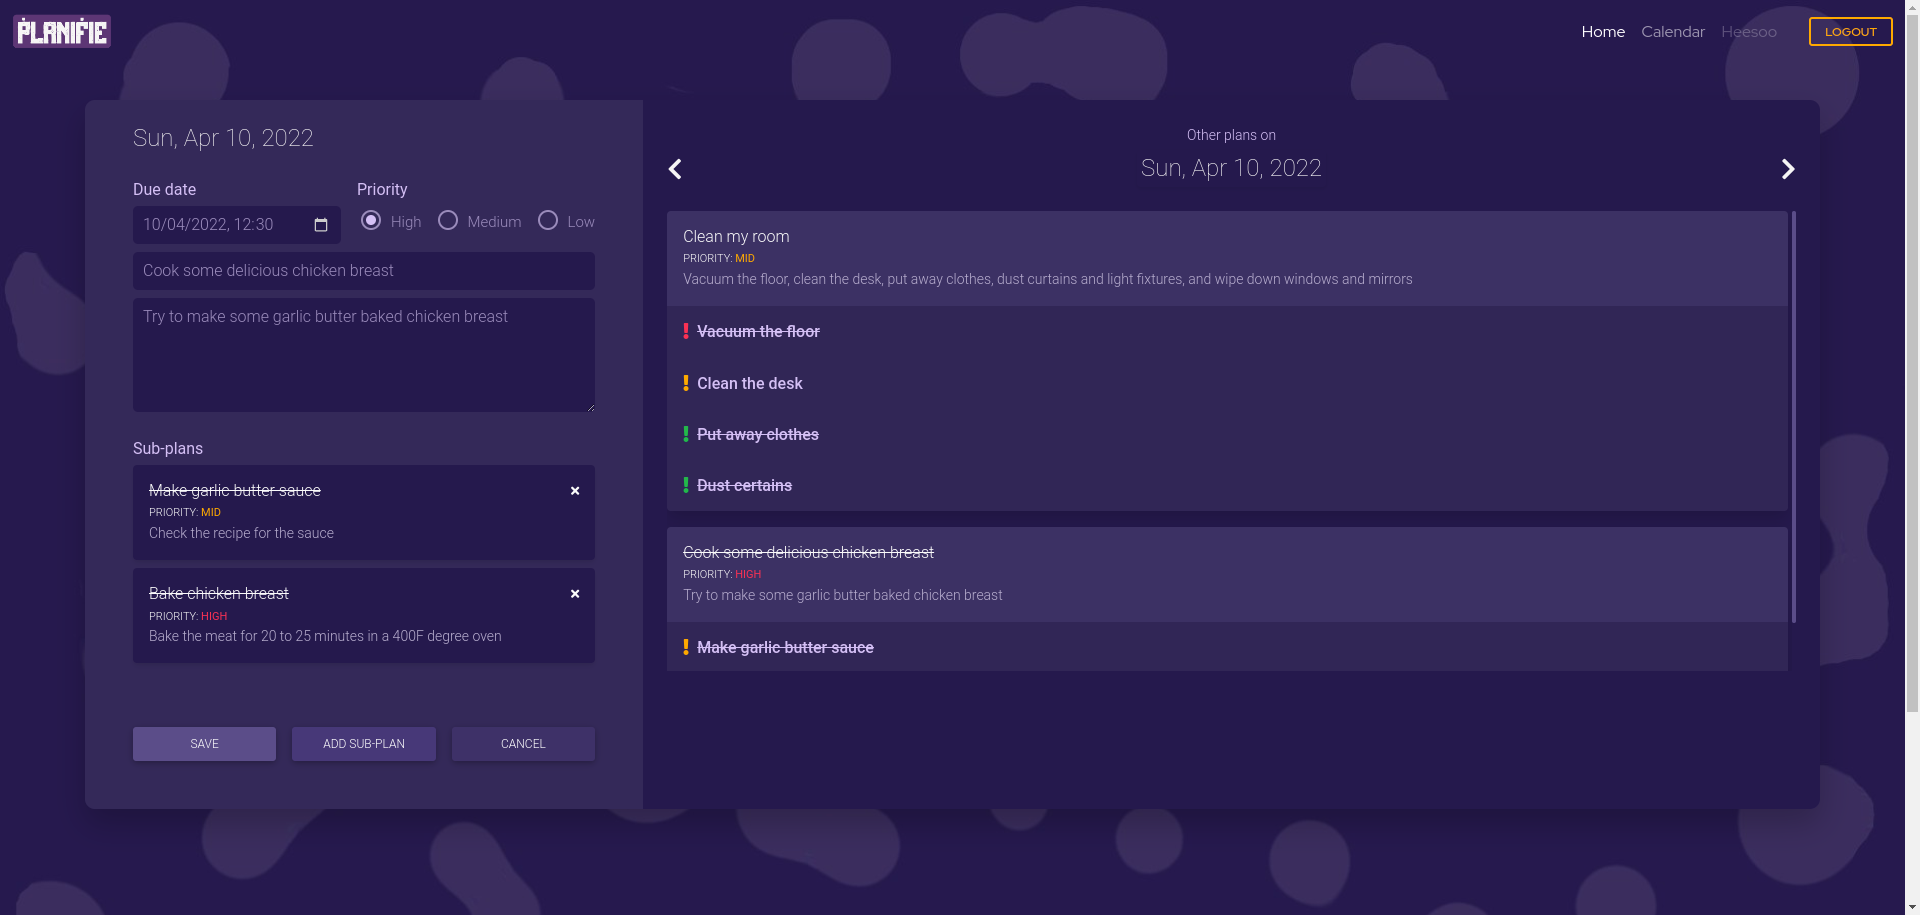 PLANIFIE
Home Calendar Heesoo LOGOUT
Sun, Apr 10, 2022
Due date
10/04/2022, 12:30
Priority
High Medium Low
Cook some delicious chicken breast
Try to make some garlic butter baked chicken breast
Sub-plans
Make garlic butter sauce
PRIORITY: MID
Check the recipe for the sauce
Bake chicken breast
PRIORITY: HIGH
Bake the meat for 20 to 25 minutes in a 400F degree oven
SAVE ADD SUB-PLAN CANCEL
Other plans on
Sun, Apr 10, 2022
Clean my room
PRIORITY: MID
Vacuum the floor, clean the desk, put away clothes, dust curtains and light fixtures, and wipe down windows and mirrors
! Vacuum the floor
! Clean the desk
! Put away clothes
! Dust certains
Cook some delicious chicken breast
PRIORITY: HIGH
Try to make some garlic butter baked chicken breast
! Make garlic butter sauce